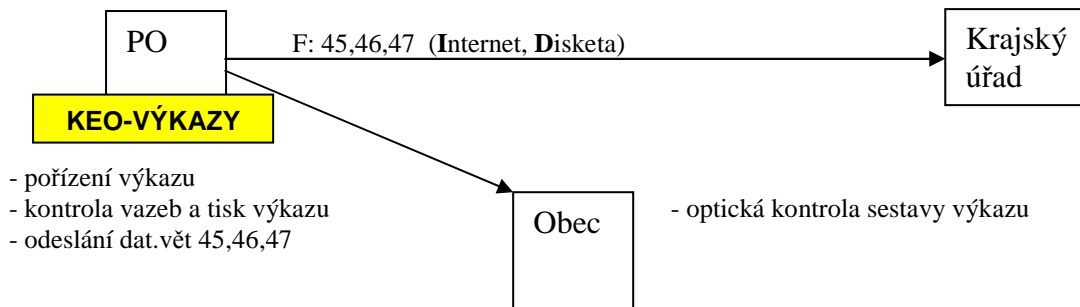 PO
F: 45,46,47 (Internet, Disketa)
Krajský
úřad
KEO-VÝKAZY
- pořízení výkazu
- kontrola vazeb a tisk výkazu
- odeslání dat.vět 45,46,47
Obec
- optická kontrola sestavy výkazu